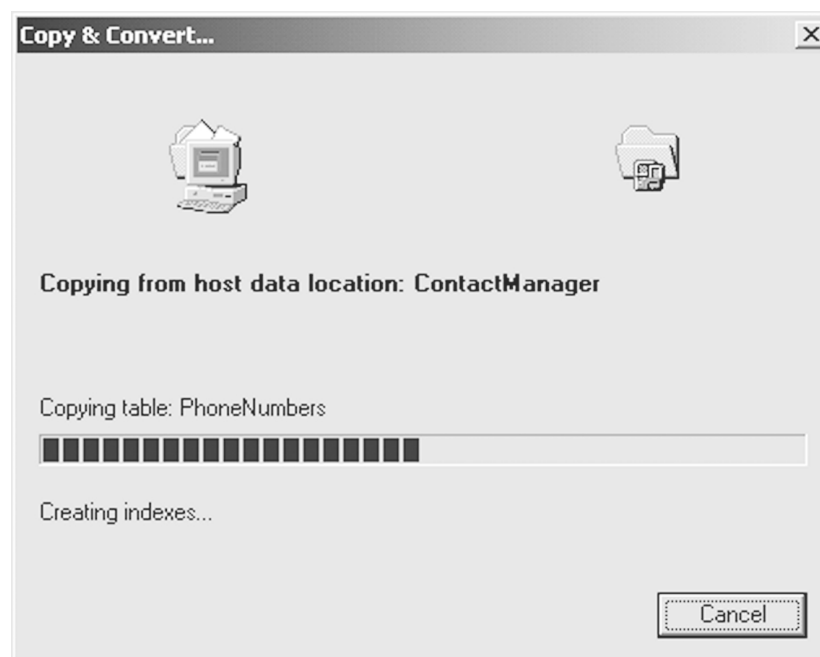 Copy & Convert...
Copying from host data location: ContactManager
Copying table: PhoneNumbers
Creating indexes...
Cancel